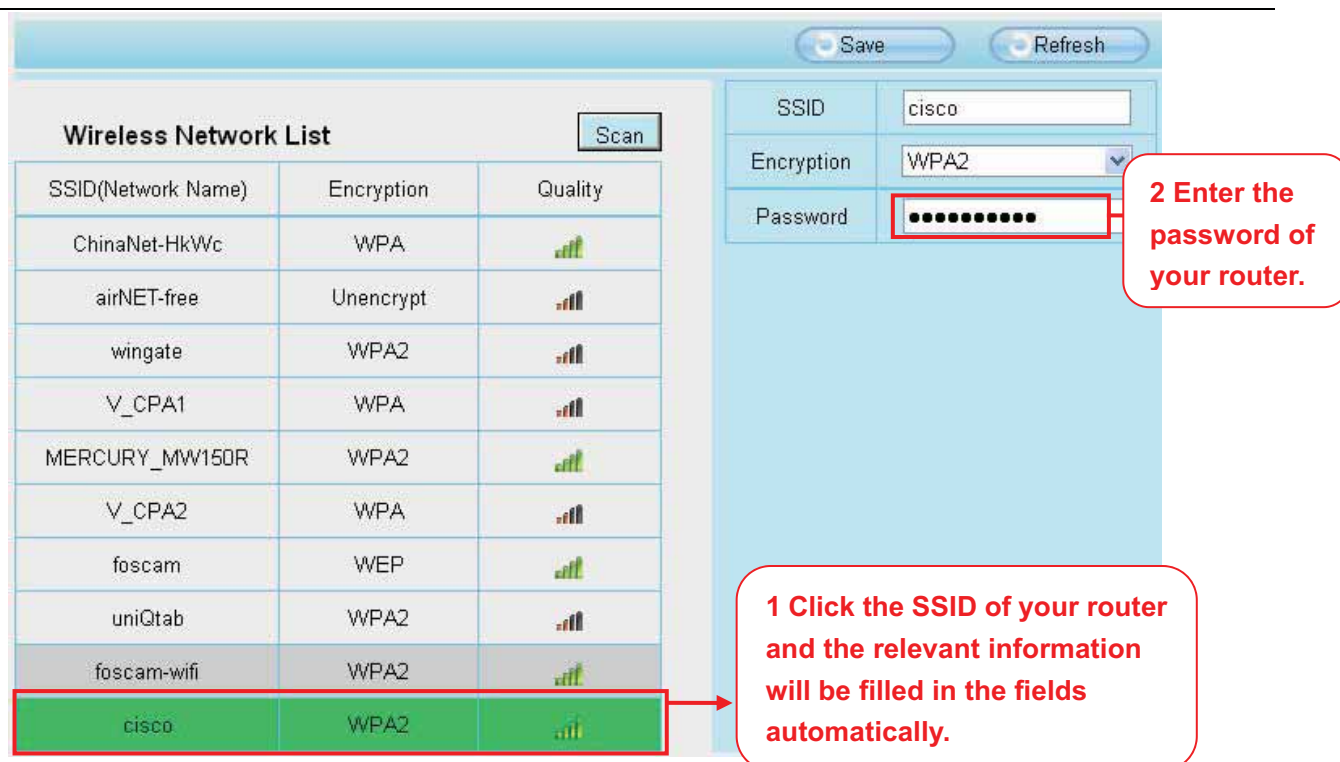 Save Refresh
Wireless Network List Scan
SSID(Network Name) Encryption Quality
ChinaNet-HkWc WPA
airNET-free Unencrypt
wingate WPA2
V_CPA1 WPA
MERCURY_MW150R WPA2
V_CPA2 WPA
foscam WEP
uniQtab WPA2
foscam-wifi WPA2
cisco WPA2
SSID cisco
Encryption WPA2
Password ●●●●●●●●●●
2 Enter the
password of
your router.
1 Click the SSID of your router
and the relevant information
will be filled in the fields
automatically.